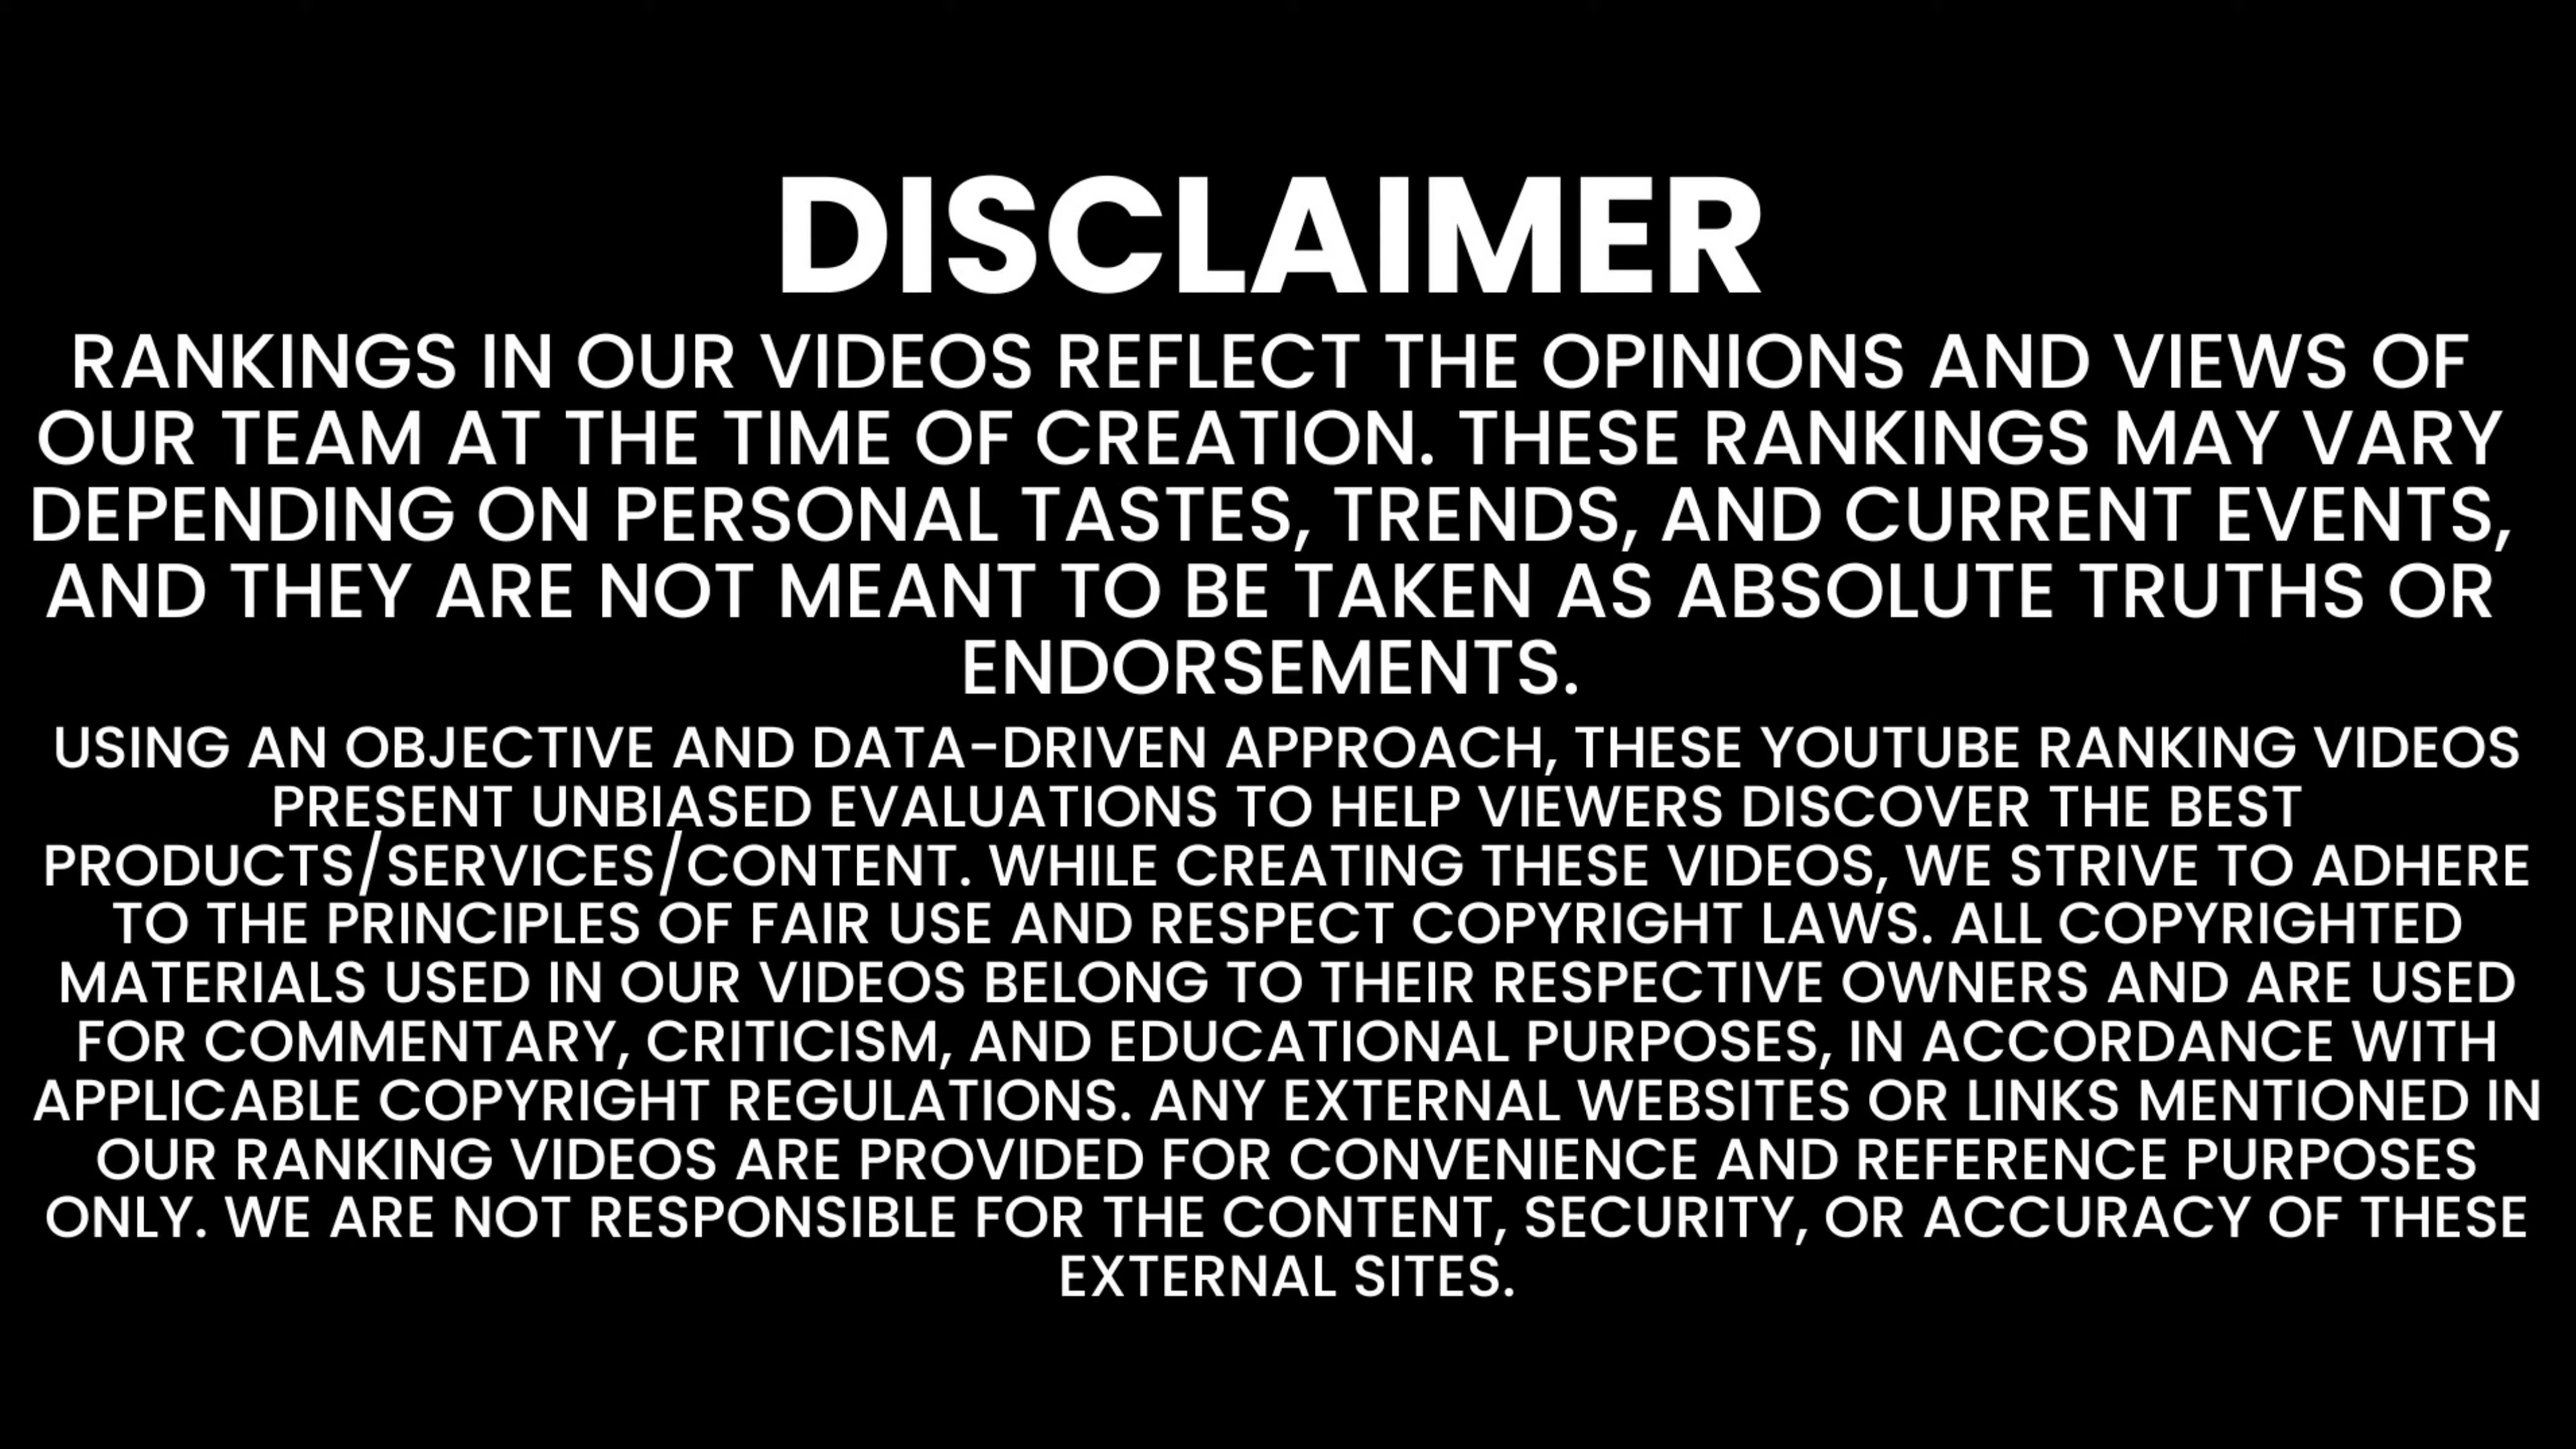 DISCLAIMER
RANKINGS IN OUR VIDEOS REFLECT THE OPINIONS AND VIEWS OF
OUR TEAM AT THE TIME OF CREATION. THESE RANKINGS MAY VARY
DEPENDING ON PERSONAL TASTES, TRENDS, AND CURRENT EVENTS,
AND THEY ARE NOT MEANT TO BE TAKEN AS ABSOLUTE TRUTHS OR
ENDORSEMENTS.
USING AN OBJECTIVE AND DATA-DRIVEN APPROACH, THESE YOUTUBE RANKING VIDEOS
PRESENT UNBIASED EVALUATIONS TO HELP VIEWERS DISCOVER THE BEST
PRODUCTS/SERVICES/CONTENT. WHILE CREATING THESE VIDEOS, WE STRIVE TO ADHERE
TO THE PRINCIPLES OF FAIR USE AND RESPECT COPYRIGHT LAWS. ALL COPYRIGHTED
MATERIALS USED IN OUR VIDEOS BELONG TO THEIR RESPECTIVE OWNERS AND ARE USED
FOR COMMENTARY, CRITICISM, AND EDUCATIONAL PURPOSES, IN ACCORDANCE WITH
APPLICABLE COPYRIGHT REGULATIONS. ANY EXTERNAL WEBSITES OR LINKS MENTIONED IN
OUR RANKING VIDEOS ARE PROVIDED FOR CONVENIENCE AND REFERENCE PURPOSES
ONLY. WE ARE NOT RESPONSIBLE FOR THE CONTENT, SECURITY, OR ACCURACY OF THESE
EXTERNAL SITES.